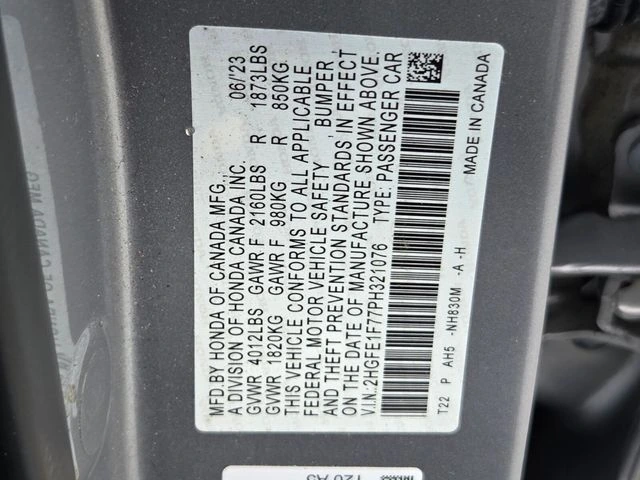 MFD.BY HONDA OF CANADA MFG. 06/'23
A DIVISION OF HONDA CANADA INC.
GVWR 4012LBS GAWR F 2160LBS R 1873LBS
GVWR 1820KG GAWR F 980KG R 850KG
THIS VEHICLE CONFORMS TO ALL APPLICABLE
FEDERAL MOTOR VEHICLE SAFETY , BUMPER ,
AND THEFT PREVENTION STANDARDS IN EFFECT
ON THE DATE OF MANUFACTURE SHOWN ABOVE.
V.I.N.:2HGFE1F77PH321076 TYPE: PASSENGER CAR
T22 P AH5 -NH830M -A -H MADE IN CANADA
T20 A3